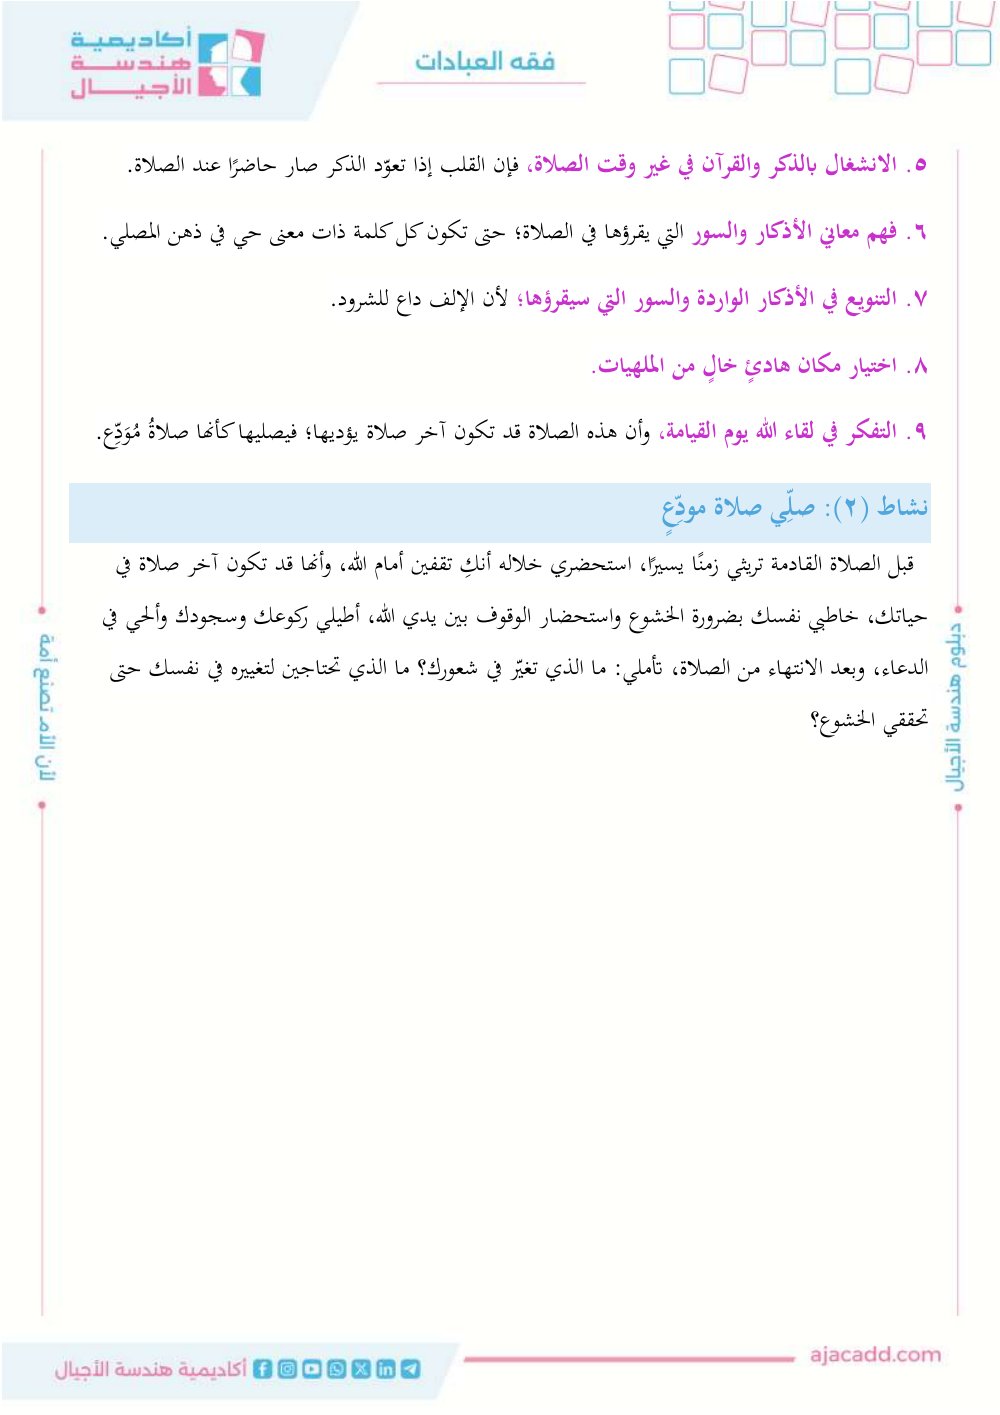 أكاديمية
هندسة
الأجيال
فقه العبادات
٥. الانشغال بالذكر والقرآن في غير وقت الصلاة، فإن القلب إذا تعوّد الذكر صار حاضرًا عند الصلاة.
٦. فهم معاني الأذكار والسور التي يقرؤها في الصلاة؛ حتى تكون كل كلمة ذات معنى حي في ذهن المصلي.
٧. التنويع في الأذكار الواردة والسور التي سيقرؤها؛ لأن الإلف داع للشرود.
٨. اختيار مكان هادئٍ خالٍ من الملهيات.
٩. التفكر في لقاء الله يوم القيامة، وأن هذه الصلاة قد تكون آخر صلاة يؤديها؛ فيصليها كأنها صلاةُ مُوَدِّع.
نشاط (٢): صلِّي صلاة مودِّعٍ
قبل الصلاة القادمة تريثي زمنًا يسيرًا، استحضري خلاله أنكِ تقفين أمام الله، وأنها قد تكون آخر صلاة في
حياتك، خاطبي نفسك بضرورة الخشوع واستحضار الوقوف بين يدي الله، أطيلي ركوعك وسجودك وألحي في
الدعاء، وبعد الانتهاء من الصلاة، تأملي: ما الذي تغيّر في شعورك؟ ما الذي تحتاجين لتغييره في نفسك حتى
تحققي الخشوع؟
دبلوم هندسة الأجيال
لأن الأم تصنع أمة
ajacadd.com
أكاديمية هندسة الأجيال